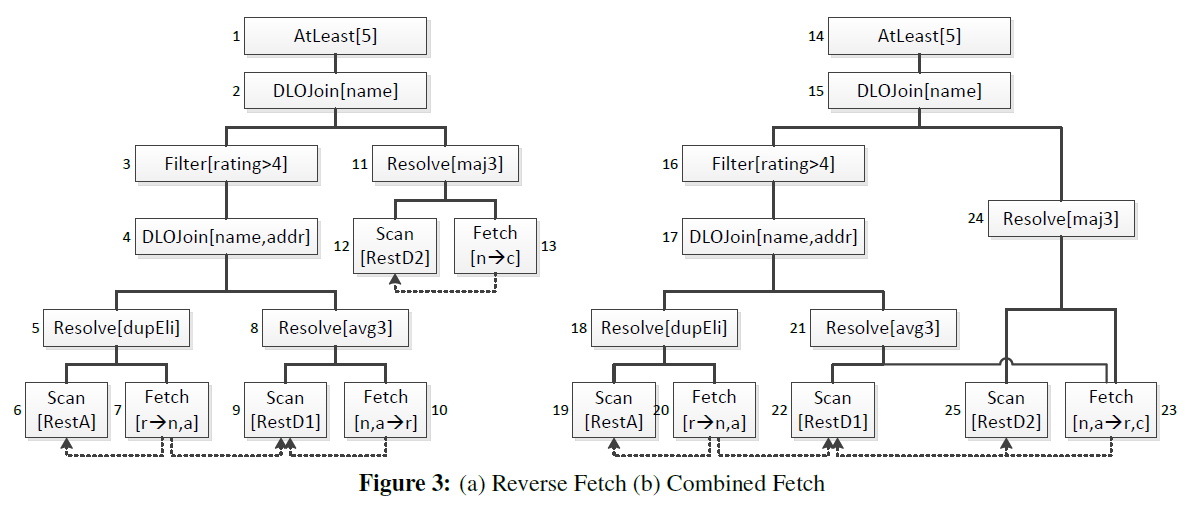 1 AtLeast[5]
2 DLOJoin[name]
3 Filter[rating>4]
11 Resolve[maj3]
4 DLOJoin[name,addr]
12 Scan
[RestD2]
Fetch
[n→c] 13
5 Resolve[dupEli]
8 Resolve[avg3]
6 Scan
[RestA]
7 Fetch
[r→n,a]
9 Scan
[RestD1]
Fetch
[n,a→r] 10
14 AtLeast[5]
15 DLOJoin[name]
16 Filter[rating>4]
24 Resolve[maj3]
17 DLOJoin[name,addr]
18 Resolve[dupEli]
21 Resolve[avg3]
19 Scan
[RestA]
20 Fetch
[r→n,a]
22 Scan
[RestD1]
25 Scan
[RestD2]
Fetch
[n,a→r,c] 23
Figure 3: (a) Reverse Fetch (b) Combined Fetch